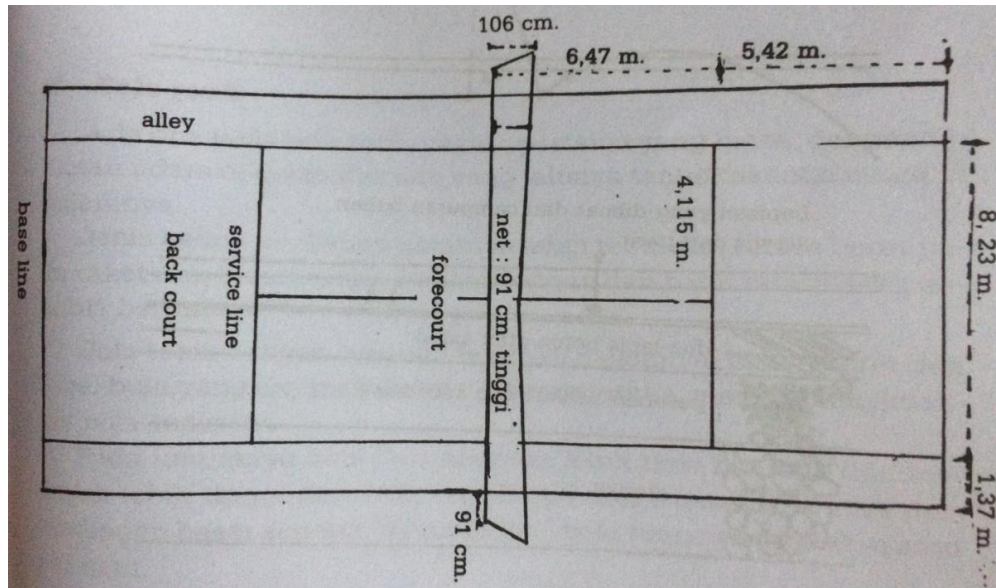 106 cm.
6,47 m.
5,42 m.
alley
8, 23 m.
4,115 m.
base line
back court
service line
forecourt
net : 91 cm. tinggi
91 cm.
1,37 m.